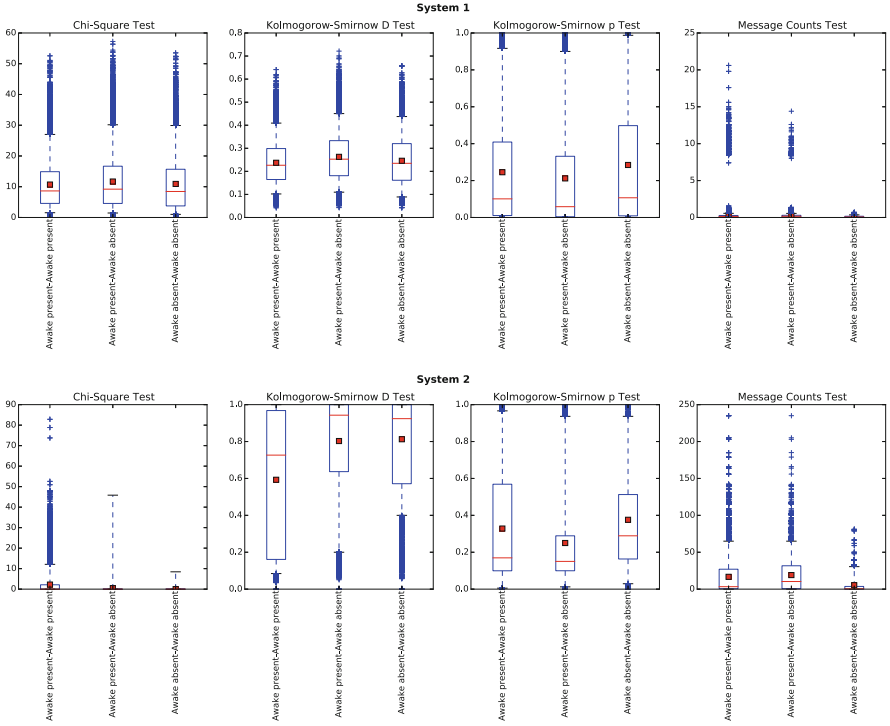 System 1
Chi-Square Test
Kolmogorow-Smirnow D Test
Kolmogorow-Smirnow p Test
Message Counts Test
60
50
40
30
20
10
0
0.8
0.7
0.6
0.5
0.4
0.3
0.2
0.1
0.0
1.0
0.8
0.6
0.4
0.2
0.0
25
20
15
10
5
0
Awake present-Awake present
Awake present-Awake absent
Awake absent-Awake absent
Awake present-Awake present
Awake present-Awake absent
Awake absent-Awake absent
Awake present-Awake present
Awake present-Awake absent
Awake absent-Awake absent
Awake present-Awake present
Awake present-Awake absent
Awake absent-Awake absent
System 2
Chi-Square Test
Kolmogorow-Smirnow D Test
Kolmogorow-Smirnow p Test
Message Counts Test
90
80
70
60
50
40
30
20
10
0
1.0
0.8
0.6
0.4
0.2
0.0
1.0
0.8
0.6
0.4
0.2
0.0
250
200
150
100
50
0
Awake present-Awake present
Awake present-Awake absent
Awake absent-Awake absent
Awake present-Awake present
Awake present-Awake absent
Awake absent-Awake absent
Awake present-Awake present
Awake present-Awake absent
Awake absent-Awake absent
Awake present-Awake present
Awake present-Awake absent
Awake absent-Awake absent